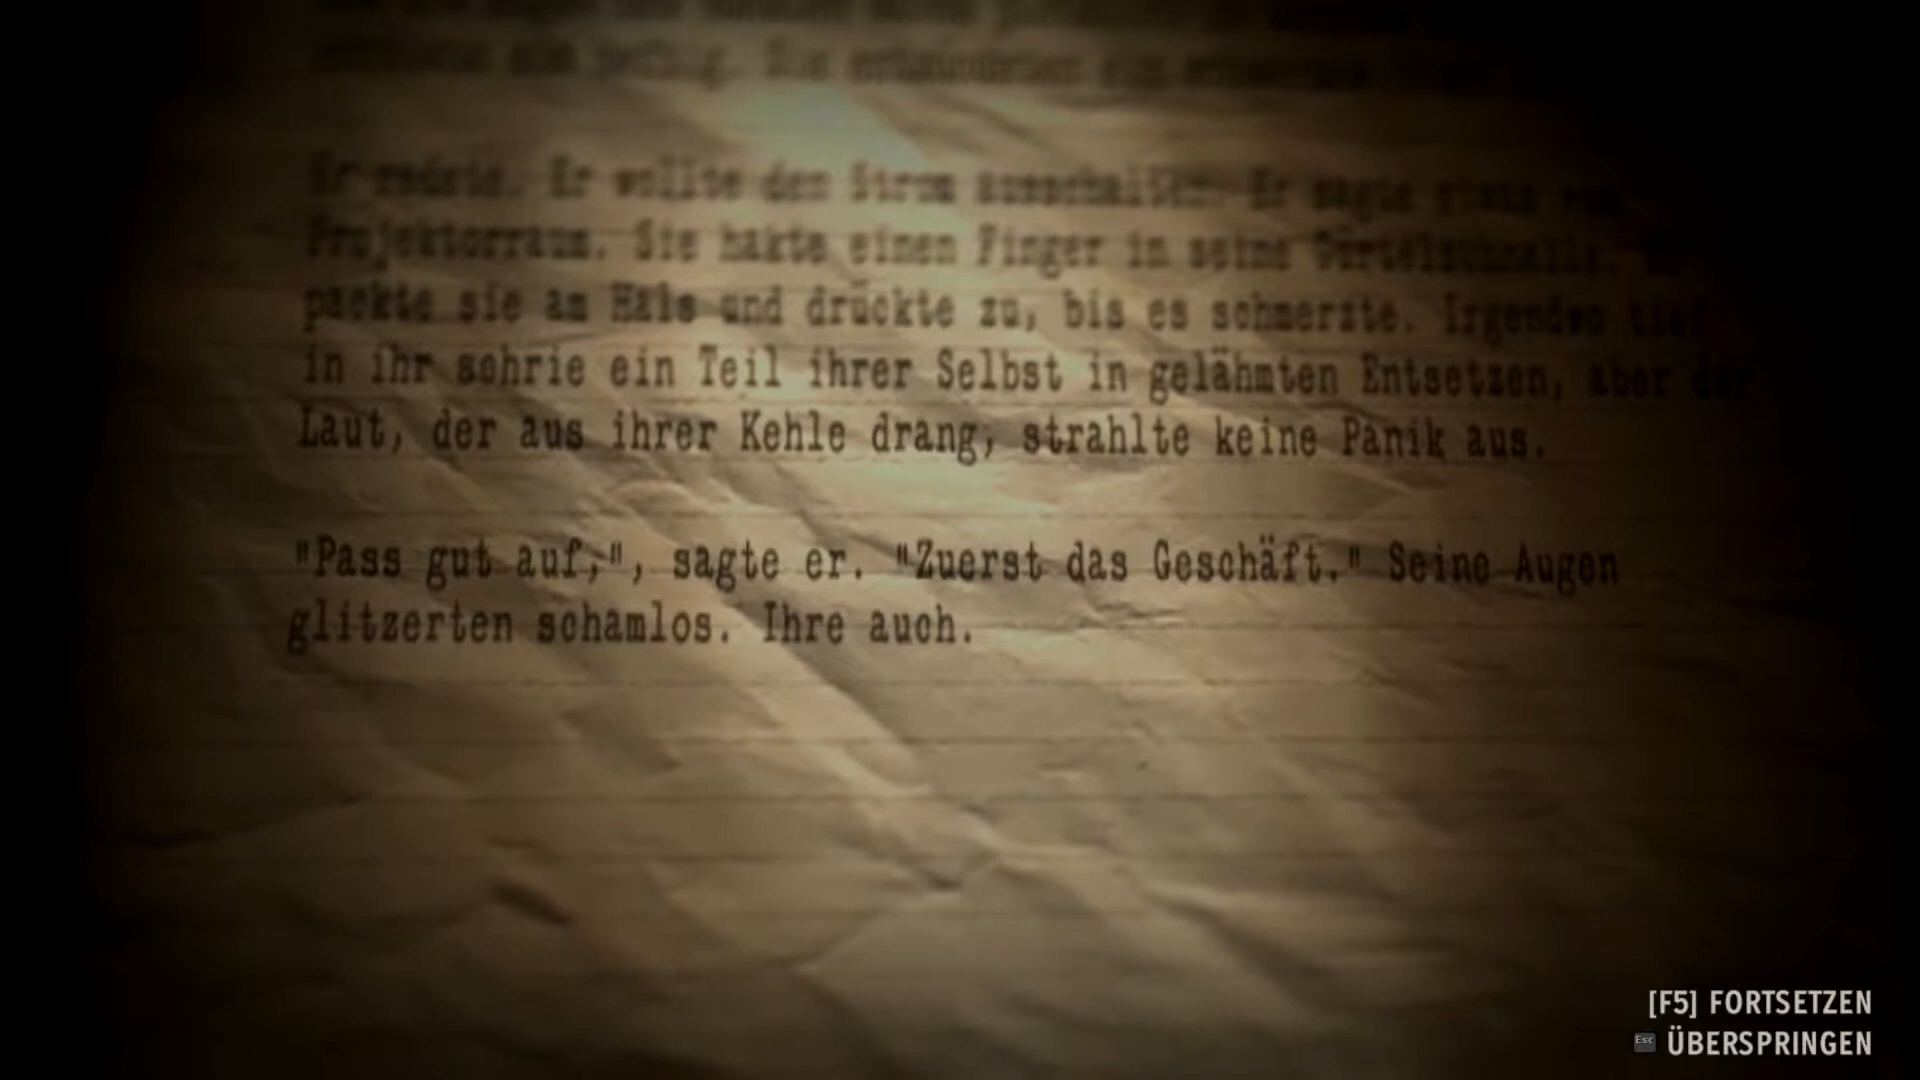 Er redete. Er wollte den Strom ausschalten. Er sagte etwas vom
Projektorraum. Sie hakte einen Finger in seine Gürtelschnalle. Er
packte sie am Hals und drückte zu, bis es schmerzte. Irgendwo tief
in ihr schrie ein Teil ihrer Selbst in gelähmten Entsetzen, aber der
Laut, der aus ihrer Kehle drang, strahlte keine Panik aus.
"Pass gut auf,", sagte er. "Zuerst das Geschäft." Seine Augen
glitzerten schamlos. Ihre auch.
[F5] FORTSETZEN
Esc ÜBERSPRINGEN